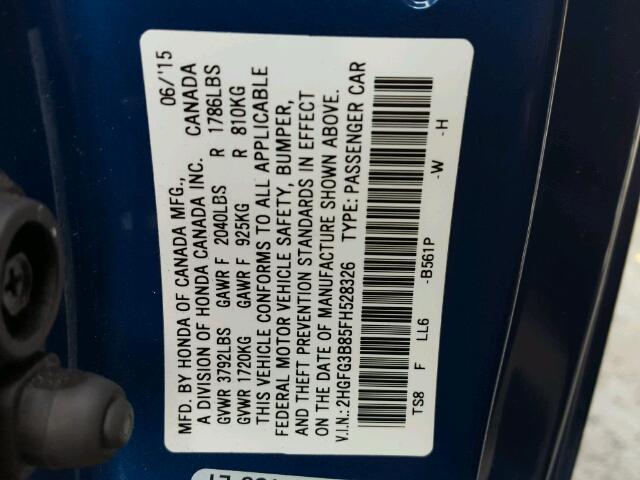 MFD. BY HONDA OF CANADA MFG., 06/'15
A DIVISION OF HONDA CANADA INC. CANADA
GVWR 3792LBS GAWR F 2040LBS R 1786LBS
GVWR 1720KG GAWR F 925KG R 810KG
THIS VEHICLE CONFORMS TO ALL APPLICABLE
FEDERAL MOTOR VEHICLE SAFETY, BUMPER,
AND THEFT PREVENTION STANDARDS IN EFFECT
ON THE DATE OF MANUFACTURE SHOWN ABOVE.
V.I.N.: 2HGFG3B85FH528326 TYPE: PASSENGER CAR
TS8 F LL6 -B561P -W -H